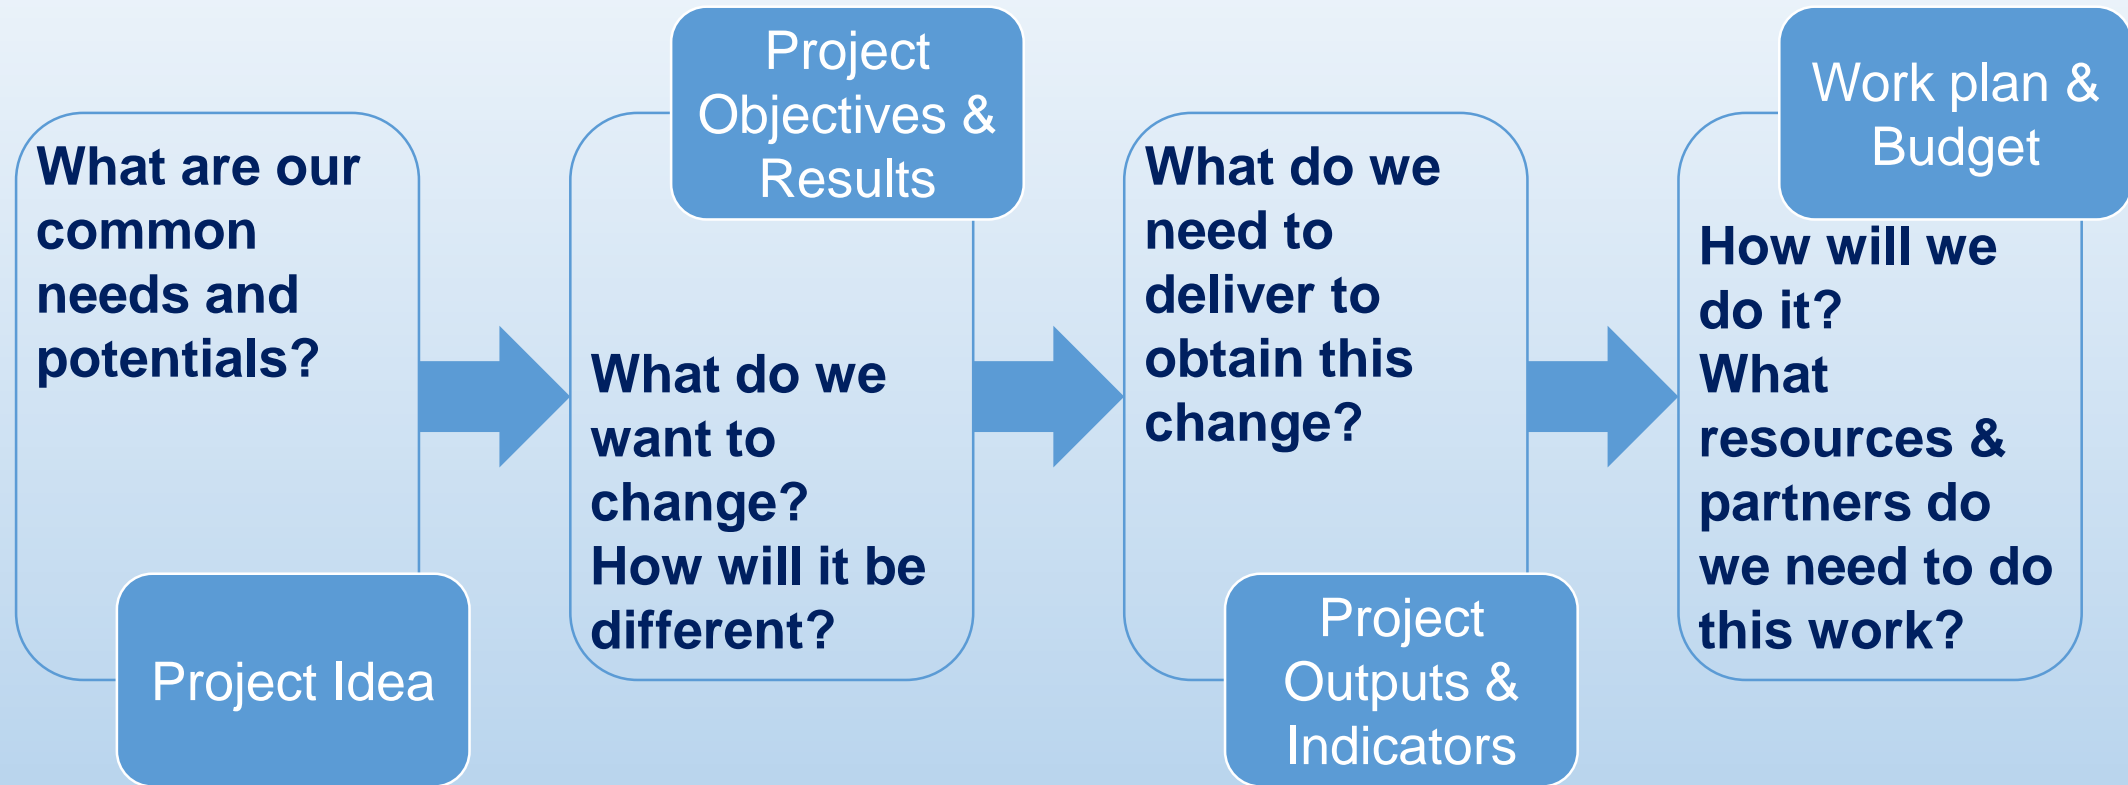 What are our
common
needs and
potentials?
Project Idea
Project
Objectives &
Results
What do we
want to
change?
How will it be
different?
What do we
need to
deliver to
obtain this
change?
Project
Outputs &
Indicators
Work plan &
Budget
How will we
do it?
What
resources &
partners do
we need to do
this work?